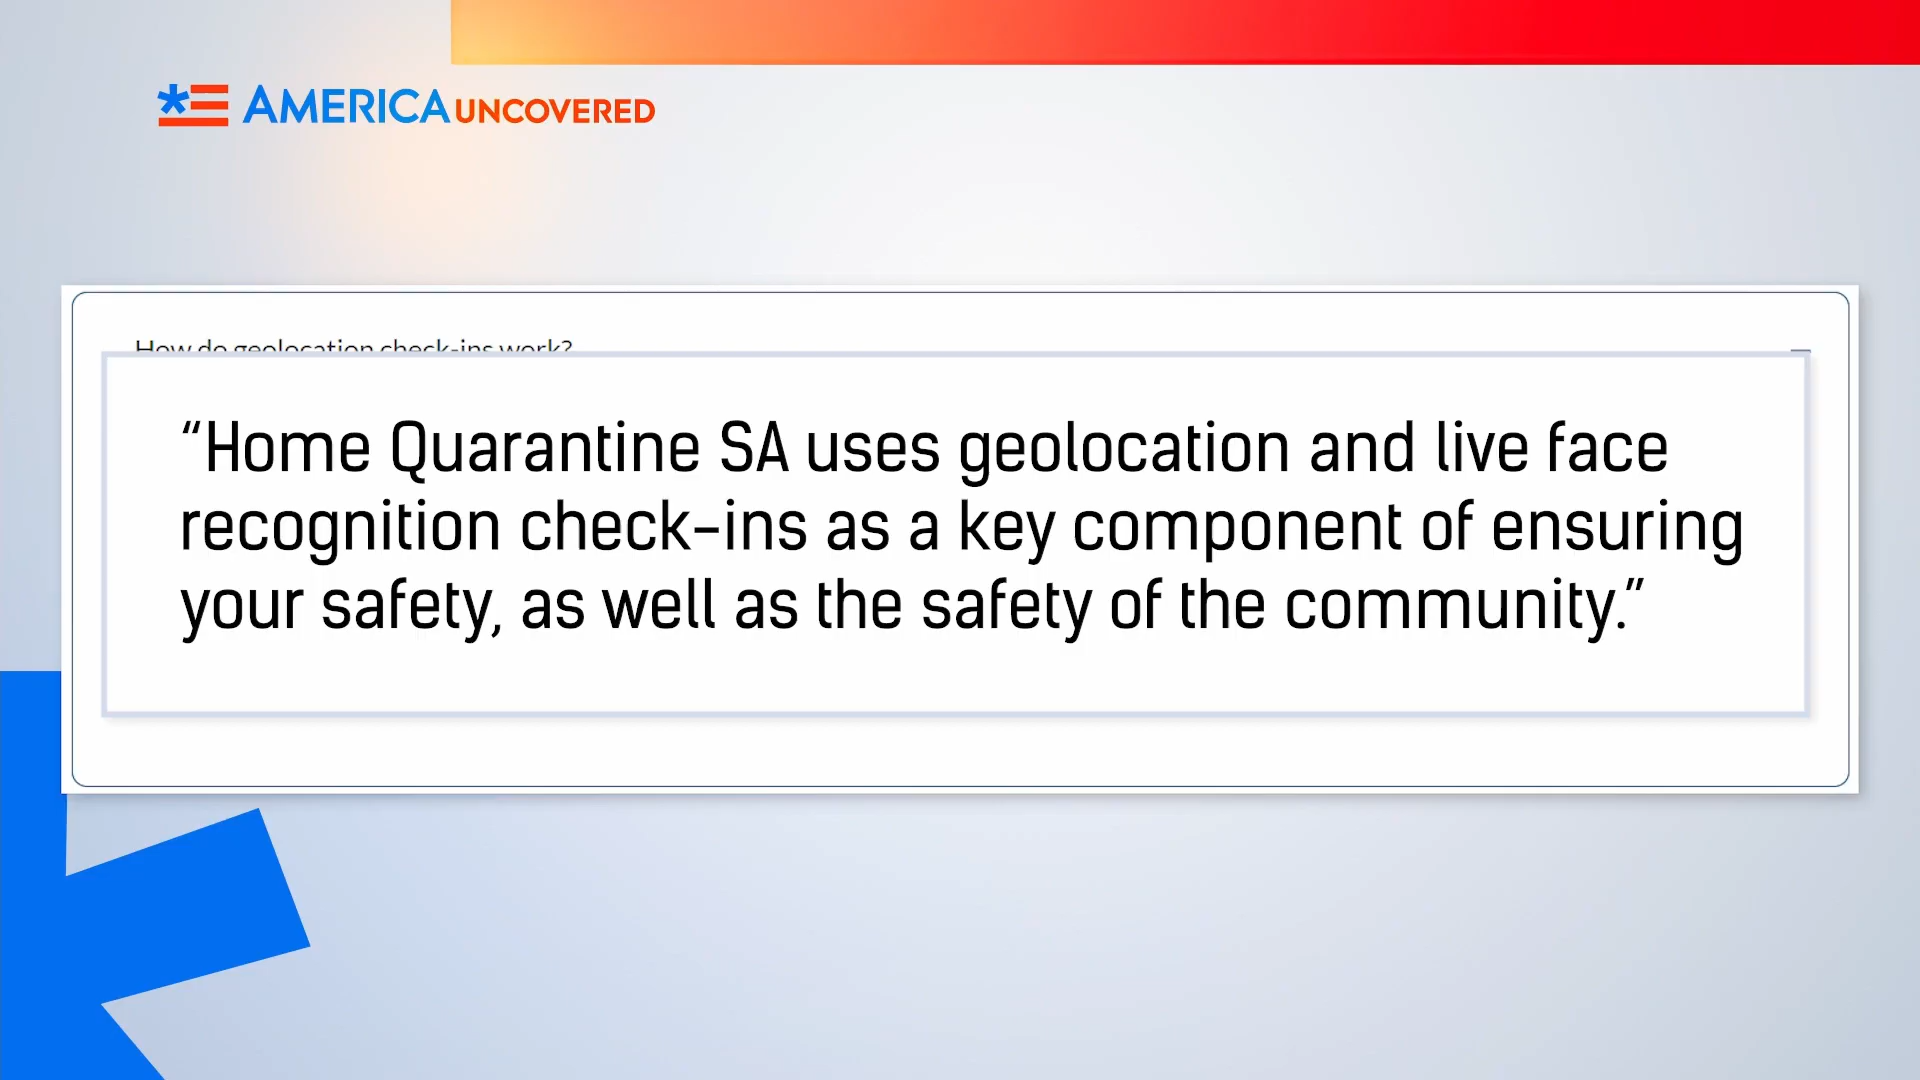 AMERICA UNCOVERED
How do geolocation check-ins work?
“Home Quarantine SA uses geolocation and live face
recognition check-ins as a key component of ensuring
your safety, as well as the safety of the community.”